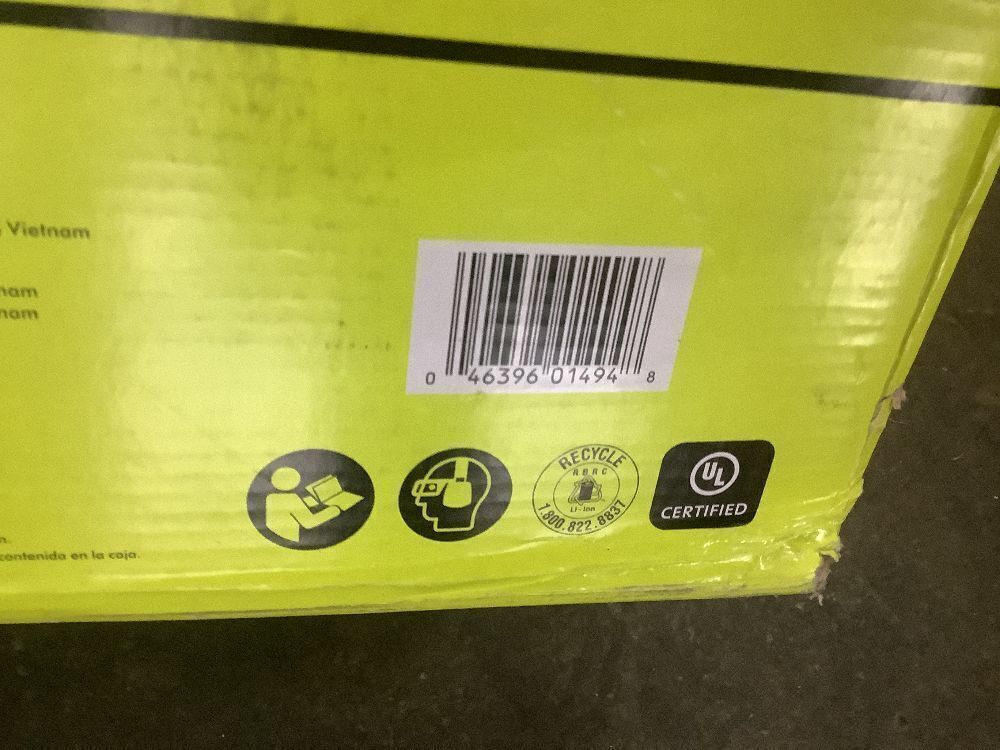 Vietnam
nam
nam
0 46396 01494 8
RECYCLE
RBRC
Li-Ion
1.800.822.8837
UL
CERTIFIED
n.
contenida en la caja.